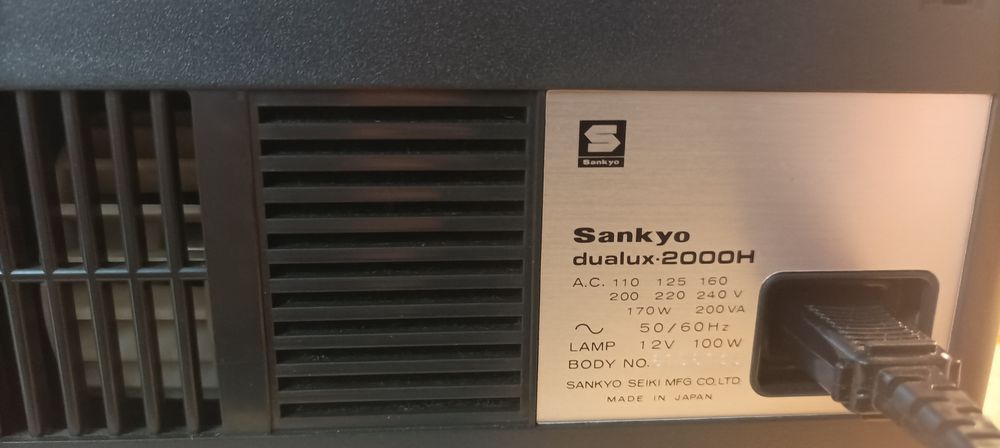 S
Sankyo
Sankyo
dualux·2000H
A.C. 110 125 160
200 220 240 V
170W 200VA
～ 50/60Hz
LAMP 12V 100W
BODY NO.
SANKYO SEIKI MFG CO.,LTD.
MADE IN JAPAN